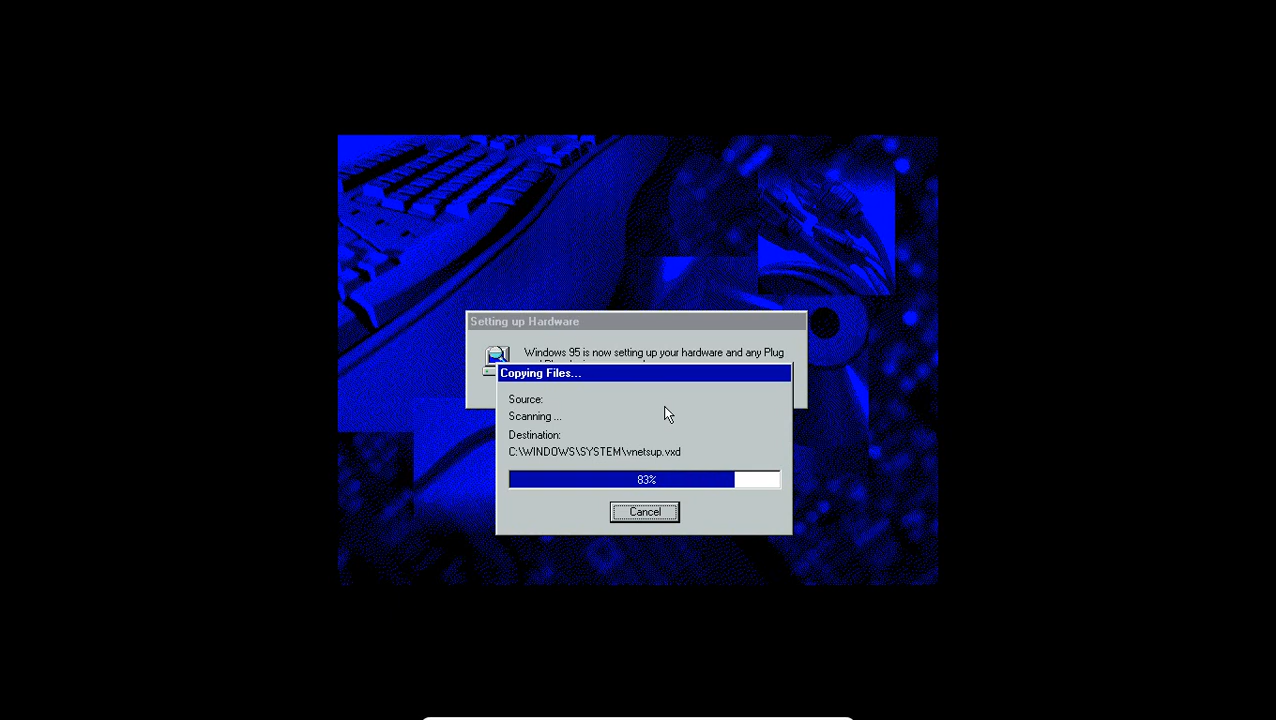 Setting up Hardware
Windows 95 is now setting up your hardware and any Plug
Copying Files...
Source:
Scanning ...
Destination:
C:\WINDOWS\SYSTEM\vnetsup.vxd
83%
Cancel